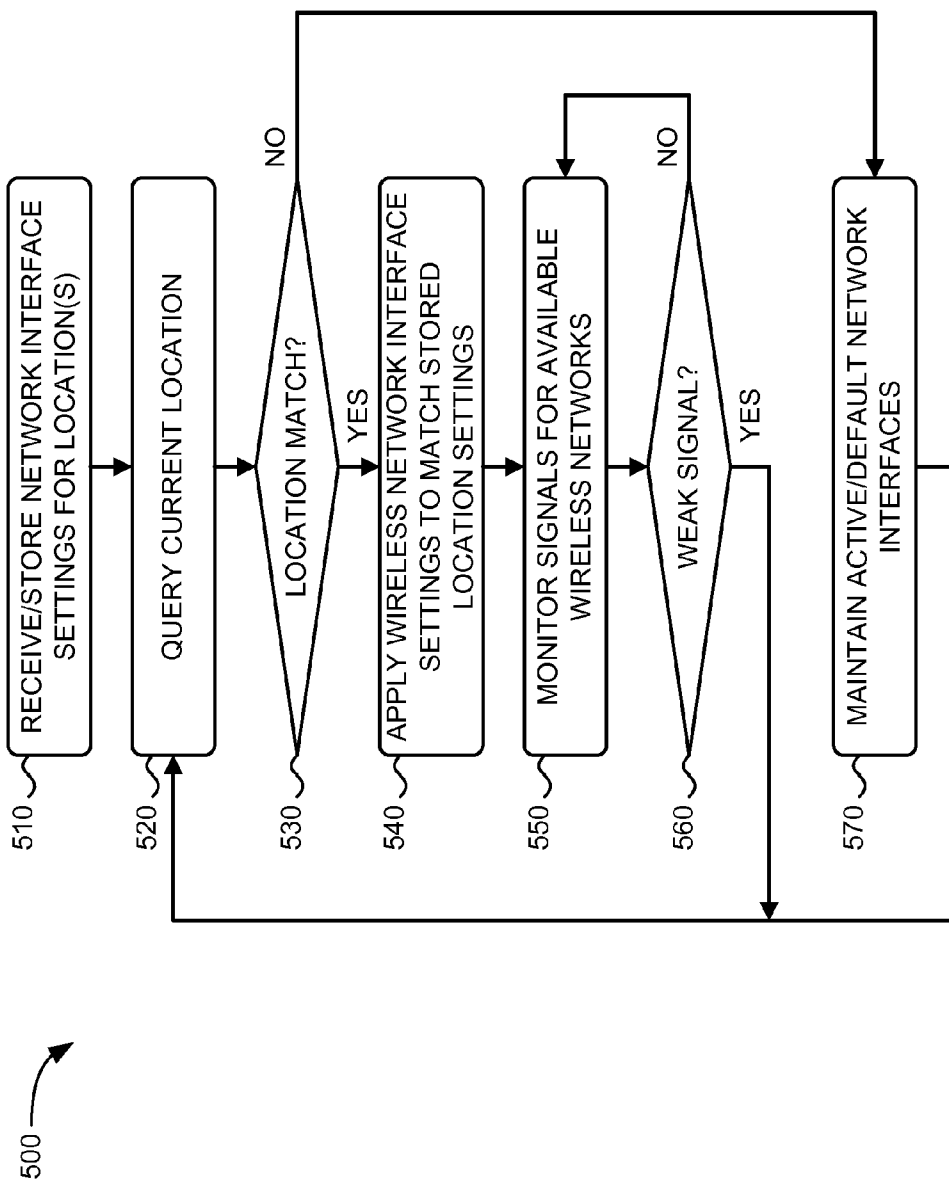 500
510
RECEIVE/STORE NETWORK INTERFACE
SETTINGS FOR LOCATION(S)
520
QUERY CURRENT LOCATION
530
LOCATION MATCH?
NO
YES
540
APPLY WIRELESS NETWORK INTERFACE
SETTINGS TO MATCH STORED
LOCATION SETTINGS
550
MONITOR SIGNALS FOR AVAILABLE
WIRELESS NETWORKS
560
WEAK SIGNAL?
NO
YES
570
MAINTAIN ACTIVE/DEFAULT NETWORK
INTERFACES